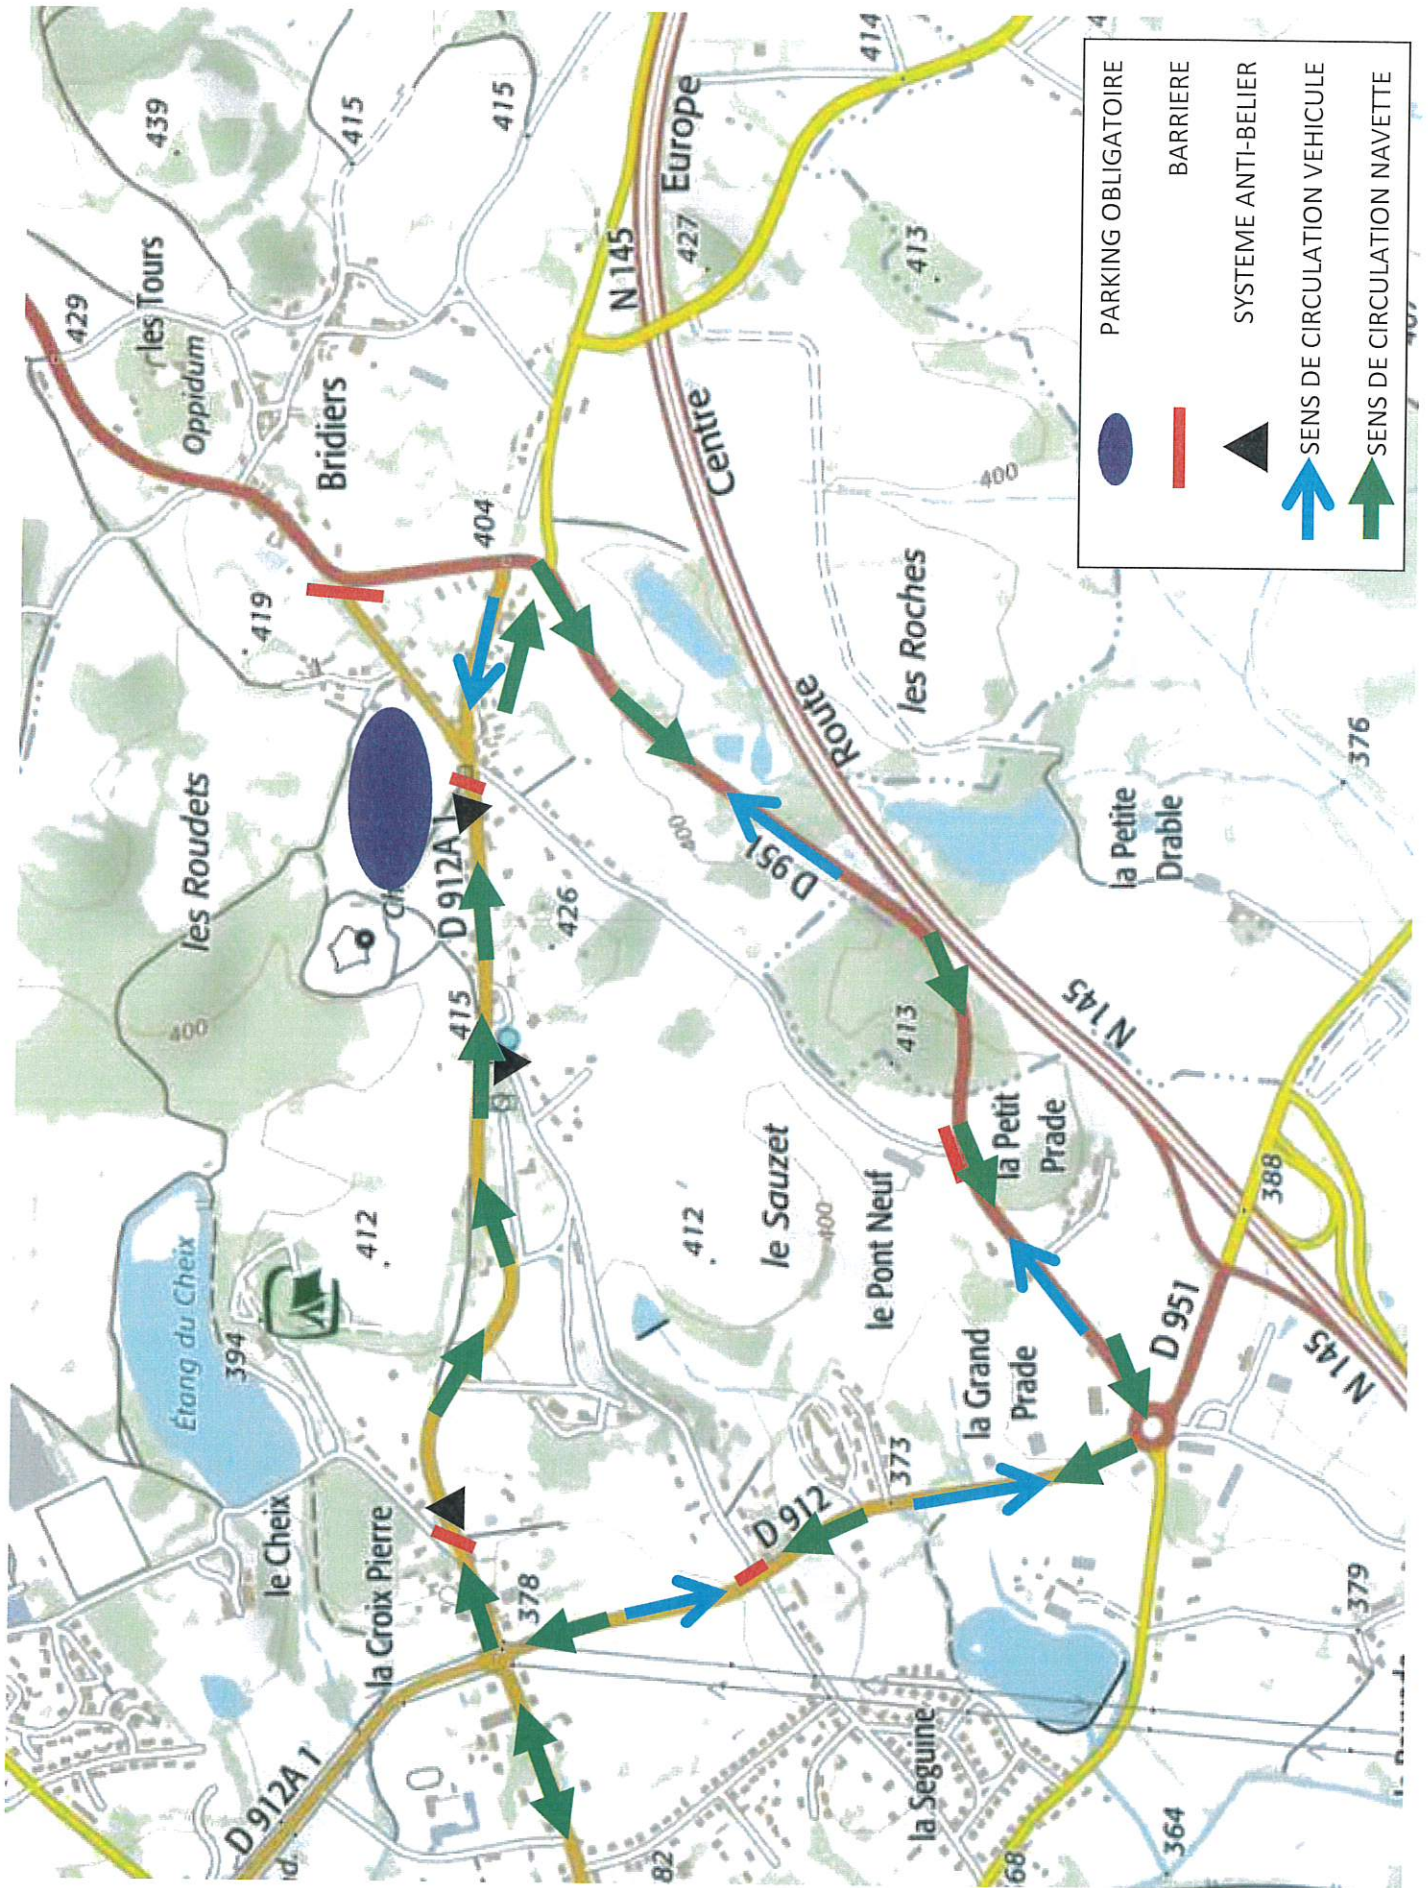 429
439
les Tours
Oppidum
415
415
Bridiers
419
404
les Roudets
N 145
Europe
427
414
413
Centre
400
Route
les Roches
D 912A 1
415
426
400
400
D 951
la Petite
Drable
376
Étang du Cheix
394
412
412
le Sauzet
400
413
la Petit
Prade
N 145
le Pont Neuf
388
le Cheix
la Croix Pierre
378
D 912
373
la Grand
Prade
D 951
N 145
D 912A 1
d.
82
la Seguine
68
364
379
PARKING OBLIGATOIRE
BARRIERE
SYSTEME ANTI-BELIER
SENS DE CIRCULATION VEHICULE
SENS DE CIRCULATION NAVETTE